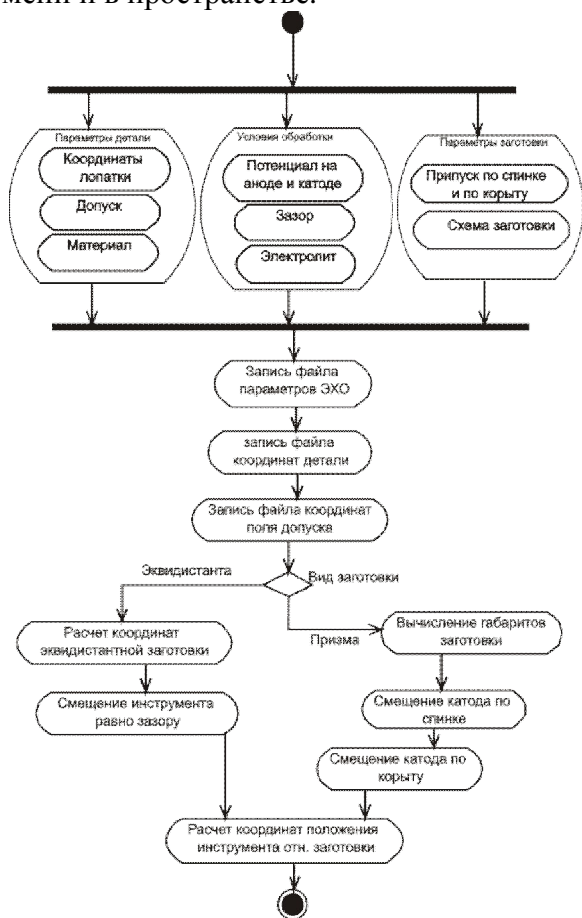 мени и в пространстве.
Параметры детали
Координаты
лопатки
Допуск
Материал
Условия обработки
Потенциал на
аноде и катоде
Зазор
Электролит
Параметры заготовки
Припуск по спинке
и по корыту
Схема заготовки
Запись файла
параметров ЭХО
запись файла
координат детали
Запись файла координат
поля допуска
Эквидистанта
Вид заготовки
Призма
Расчет координат
эквидистантной заготовки
Смещение инструмента
равно зазору
Вычисление габаритов
заготовки
Смещение катода по
спинке
Смещение катода по
корыту
Расчет координат положения
инструмента отн. заготовки